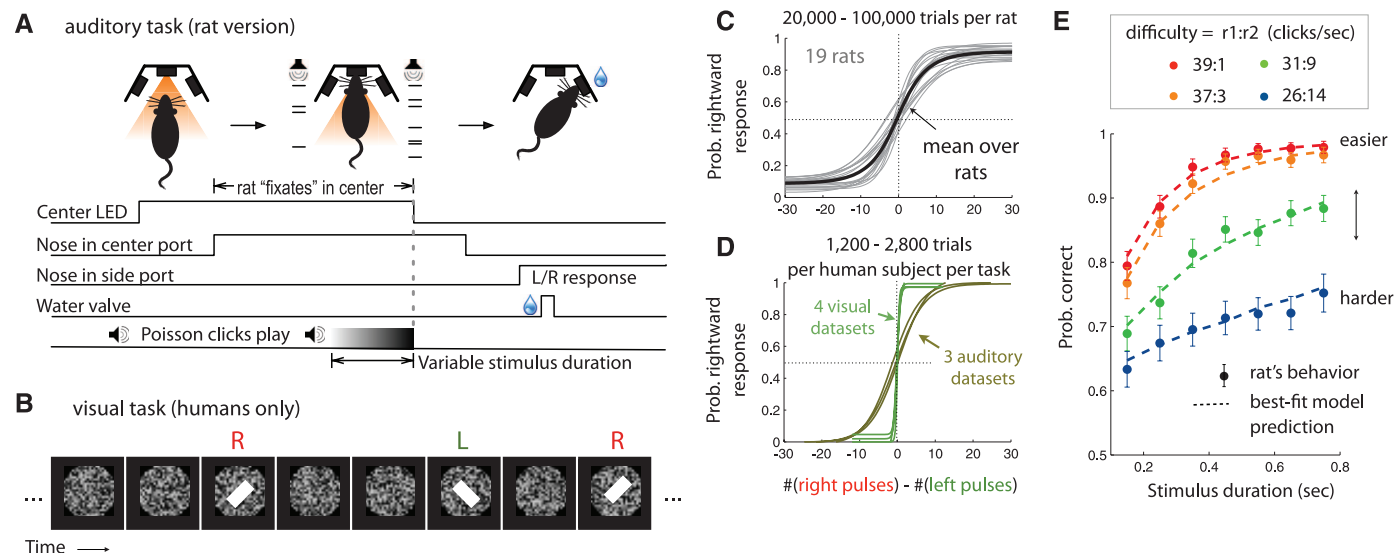 A
auditory task (rat version)
rat "fixates" in center
Center LED
Nose in center port
Nose in side port
L/R response
Water valve
Poisson clicks play
Variable stimulus duration
B
visual task (humans only)
R
L
R
...
...
Time
C
20,000 - 100,000 trials per rat
19 rats
mean over
rats
Prob. rightward
response
1
0.8
0.6
0.4
0.2
0
-30
-20
-10
0
10
20
30
D
1,200 - 2,800 trials
per human subject per task
4 visual
datasets
3 auditory
datasets
Prob. rightward
response
1
0.8
0.6
0.4
0.2
0
-30
-20
-10
0
10
20
30
#(right pulses) - #(left pulses)
E
difficulty = r1:r2 (clicks/sec)
39:1
31:9
37:3
26:14
easier
harder
Prob. correct
1
0.9
0.8
0.7
0.6
0.5
rat's behavior
best-fit model
prediction
0.2
0.4
0.6
0.8
Stimulus duration (sec)